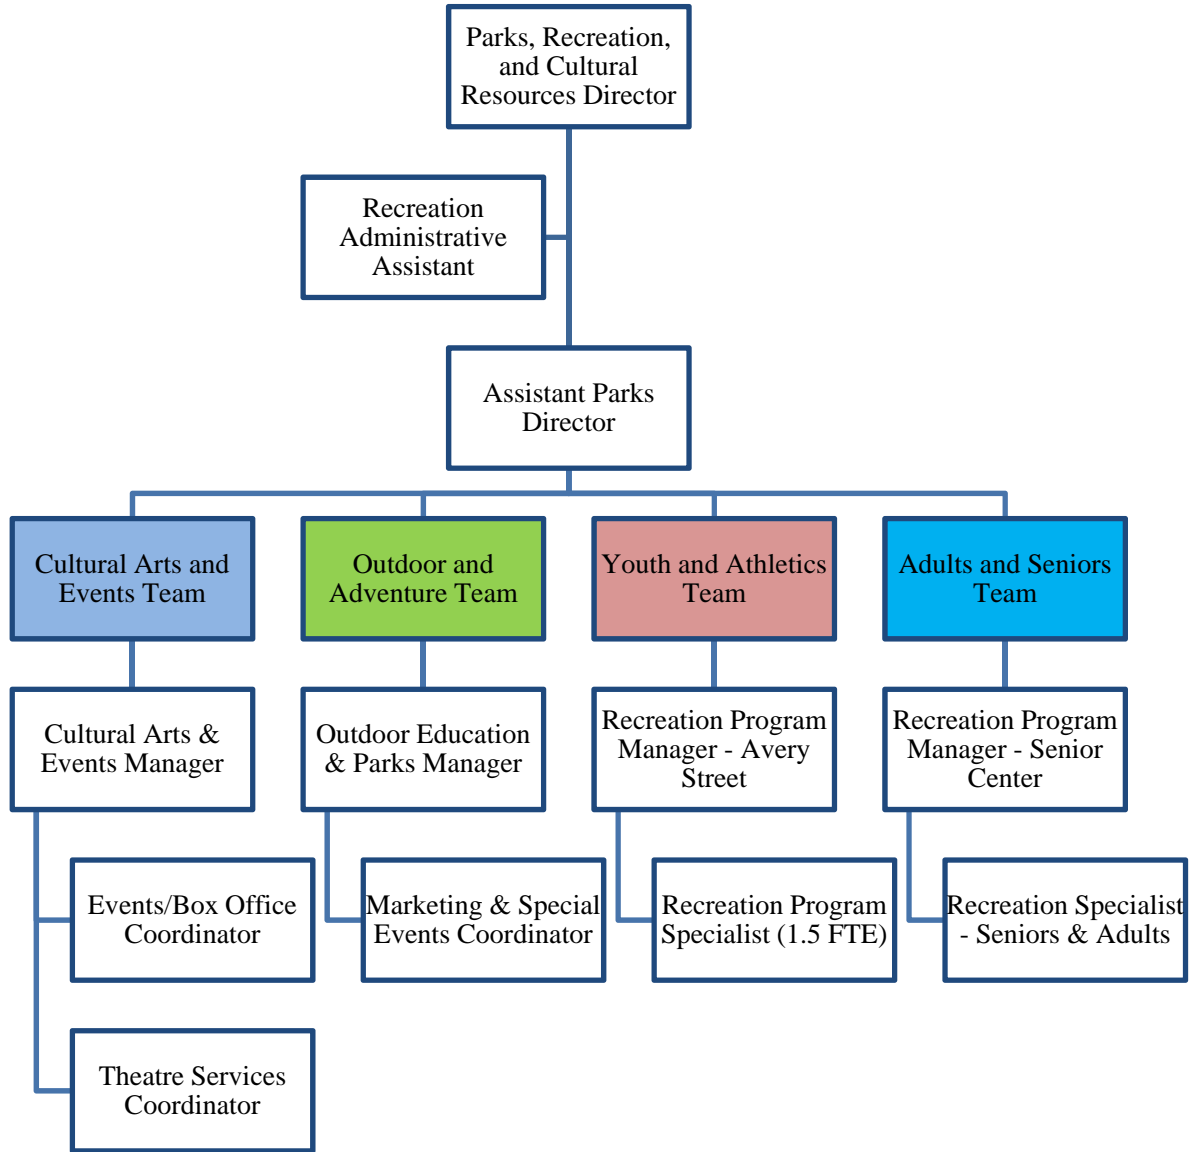 Parks, Recreation,
and Cultural
Resources Director
Recreation
Administrative
Assistant
Assistant Parks
Director
Cultural Arts and
Events Team
Outdoor and
Adventure Team
Youth and Athletics
Team
Adults and Seniors
Team
Cultural Arts &
Events Manager
Outdoor Education
& Parks Manager
Recreation Program
Manager - Avery
Street
Recreation Program
Manager - Senior
Center
Events/Box Office
Coordinator
Marketing & Special
Events Coordinator
Recreation Program
Specialist (1.5 FTE)
Recreation Specialist
- Seniors & Adults
Theatre Services
Coordinator